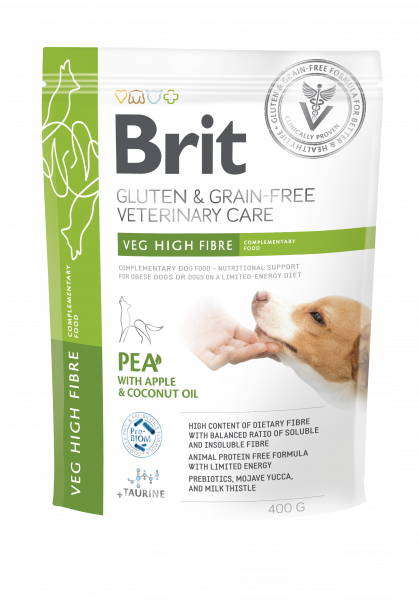 GLUTEN & GRAIN-FREE FORMULA FOR BETTER & HEALTHY LIFE
CLINICALLY PROVEN
Brit
GLUTEN & GRAIN-FREE
VETERINARY CARE
VEG HIGH FIBRE
COMPLEMENTARY
FOOD
COMPLEMENTARY DOG FOOD – NUTRITIONAL SUPPORT
FOR OBESE DOGS OR DOGS ON A LIMITED-ENERGY DIET
VEG HIGH FIBRE
COMPLEMENTARY
FOOD
PEA
WITH APPLE
& COCONUT OIL
Pro-
BIOM
+TAURINE
HIGH CONTENT OF DIETARY FIBRE
WITH BALANCED RATIO OF SOLUBLE
AND INSOLUBLE FIBRE
ANIMAL PROTEIN FREE FORMULA
WITH LIMITED ENERGY
PREBIOTICS, MOJAVE YUCCA,
AND MILK THISTLE
400 G